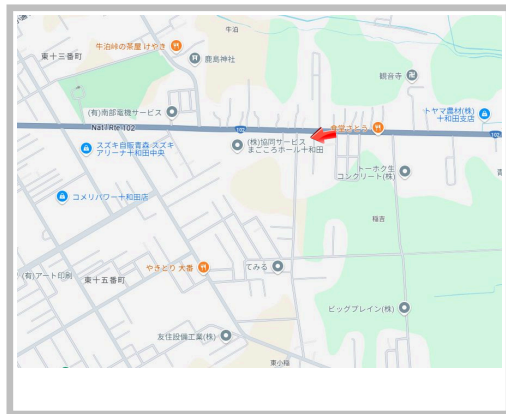 牛泊
牛泊峠の茶屋 けやき
東十三番町
鹿島神社
観音寺
(有)南部電機サービス
トヤマ農材(株)
十和田支店
Nat'l Rte 102
102
102
スズキ自販青森・スズキ
アリーナ十和田中央
(株)協同サービス
まごころホール十和田
トーホク生
コンクリート(株)
コメリパワー十和田店
稲吉
やきとり 大番
てみる
(有)アート印刷
東十五番町
ビッグブレイン(株)
友住設備工業(株)
東小稲